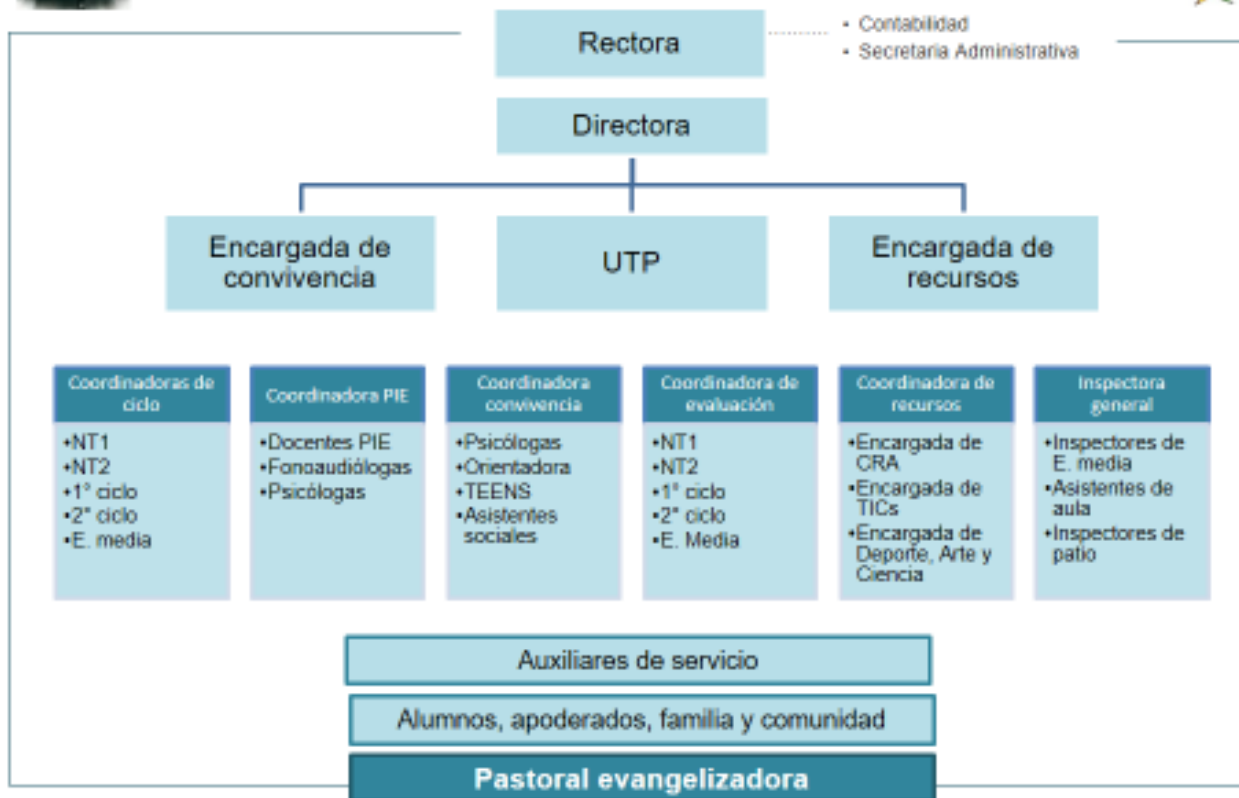 Rectora
• Contabilidad
• Secretaria Administrativa
Directora
Encargada de
convivencia
UTP
Encargada de
recursos
Coordinadoras de
ciclo
•NT1
•NT2
•1° ciclo
•2° ciclo
•E. media
Coordinadora PIE
•Docentes PIE
•Fonoaudiólogas
•Psicólogas
Coordinadora
convivencia
•Psicólogas
•Orientadora
•TEENS
•Asistentes
sociales
Coordinadora de
evaluación
•NT1
•NT2
•1° ciclo
•2° ciclo
•E. Media
Coordinadora de
recursos
•Encargada de
CRA
•Encargada de
TICs
•Encargada de
Deporte, Arte y
Ciencia
Inspectora
general
•Inspectores de
E. media
•Asistentes de
aula
•Inspectores de
patio
Auxiliares de servicio
Alumnos, apoderados, familia y comunidad
Pastoral evangelizadora